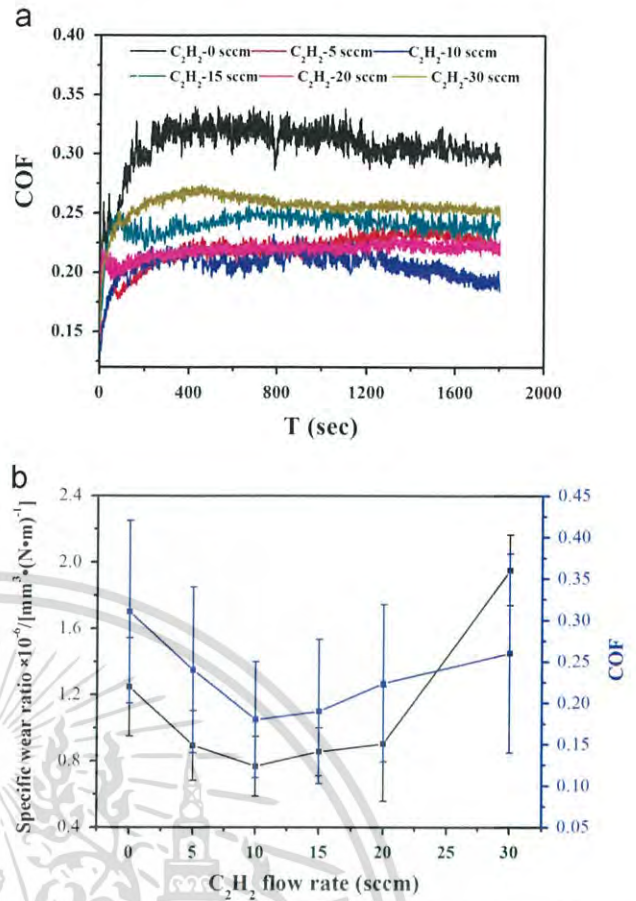 a
0.40
C₂H₂-0 sccm C₂H₂-5 sccm C₂H₂-10 sccm
C₂H₂-15 sccm C₂H₂-20 sccm C₂H₂-30 sccm
0.35
0.30
0.25
0.20
0.15
COF
0 400 800 1200 1600 2000
T (sec)
b
2.4
2.0
1.6
1.2
0.8
0.4
Specific wear ratio ×10⁻⁶/[mm³•(N•m)⁻¹]
0.45
0.40
0.35
0.30
0.25
0.20
0.15
0.10
0.05
COF
0 5 10 15 20 30
C₂H₂ flow rate (sccm)